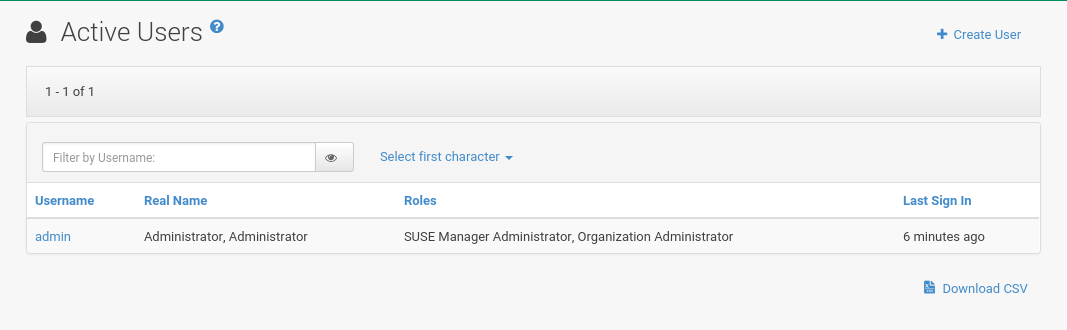 Active Users ?
Create User
1 - 1 of 1
Filter by Username:
Select first character
Username Real Name Roles Last Sign In
admin Administrator, Administrator SUSE Manager Administrator, Organization Administrator 6 minutes ago
Download CSV